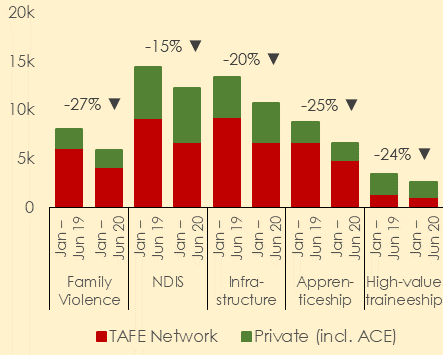 20k
15k
10k
5k
0
-27% ▼
-15% ▼
-20% ▼
-25% ▼
-24% ▼
Jan –
Jun 19
Jan –
Jun 20
Jan –
Jun 19
Jan –
Jun 20
Jan –
Jun 19
Jan –
Jun 20
Jan –
Jun 19
Jan –
Jun 20
Jan –
Jun 19
Jan –
Jun 20
Family
Violence
NDIS
Infra-
structure
Appren-
ticeship
High-value
traineeship
TAFE Network
Private (incl. ACE)